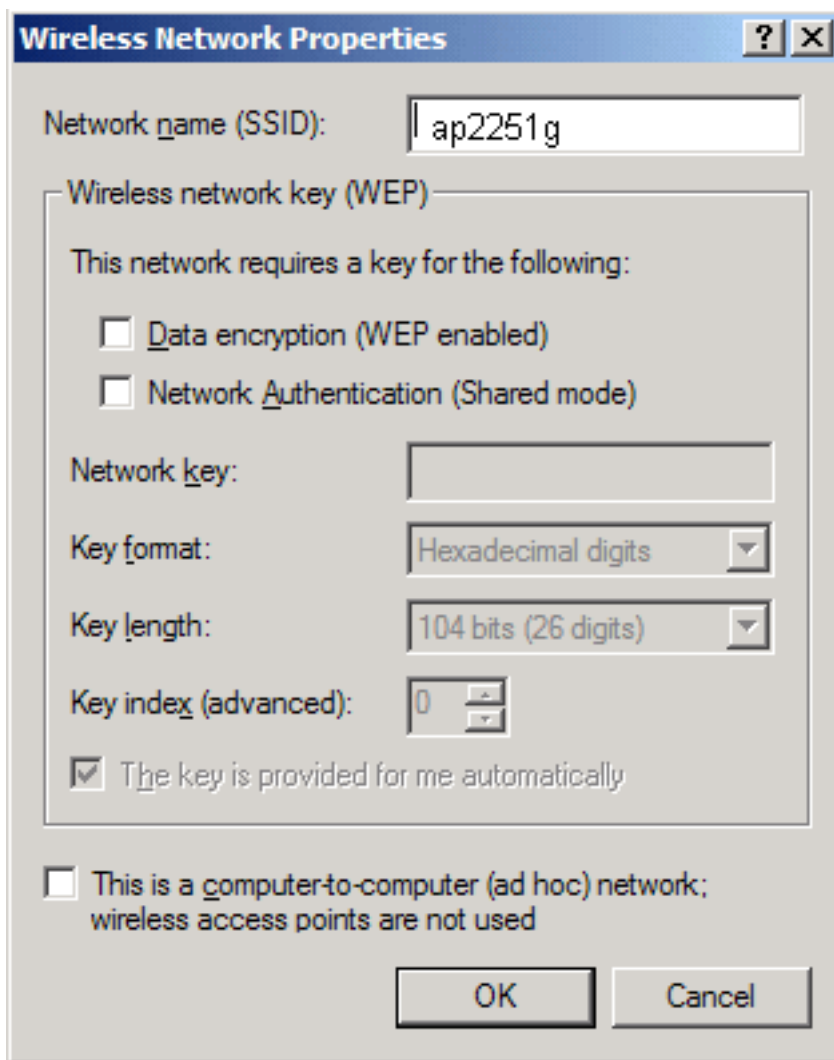 Wireless Network Properties
Network name (SSID): ap2251g
Wireless network key (WEP)
This network requires a key for the following:
Data encryption (WEP enabled)
Network Authentication (Shared mode)
Network key:
Key format: Hexadecimal digits
Key length: 104 bits (26 digits)
Key index (advanced): 0
The key is provided for me automatically
This is a computer-to-computer (ad hoc) network;
wireless access points are not used
OK Cancel